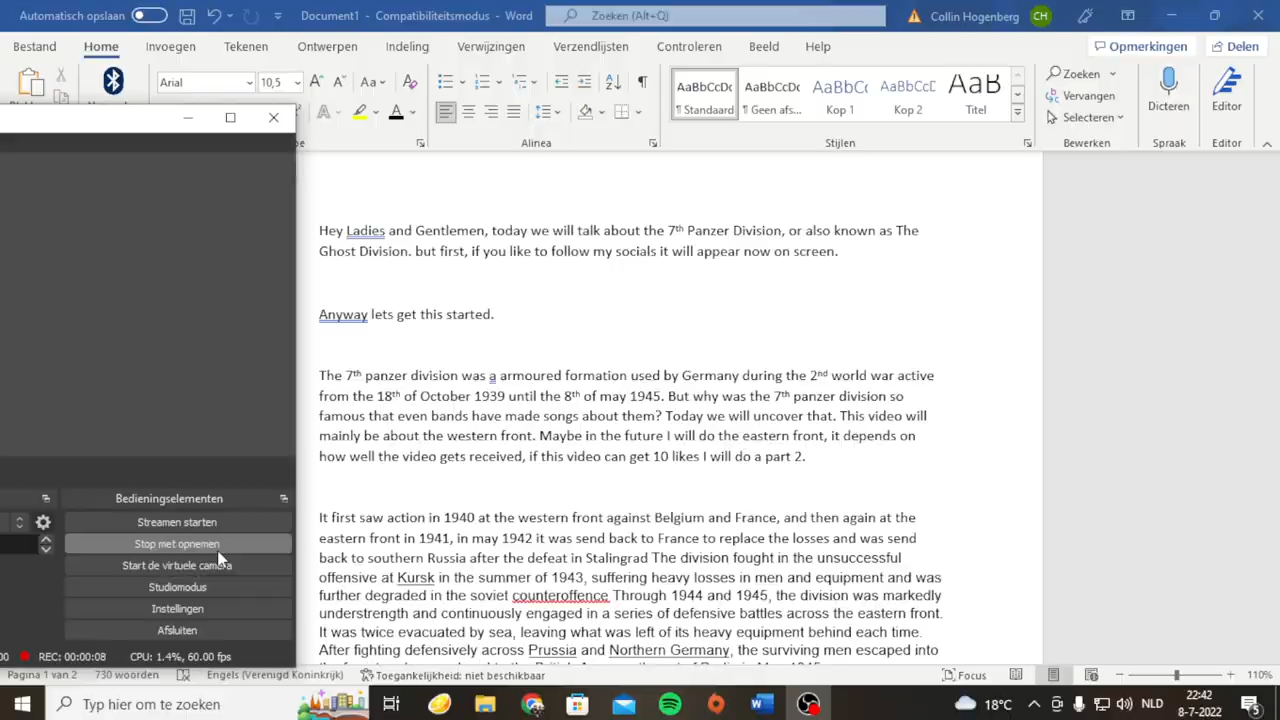 Automatisch opslaan
Document1 - Compatibiliteitsmodus - Word
Zoeken (Alt+Q)
Collin Hogenberg
CH
Bestand
Home
Invoegen
Tekenen
Ontwerpen
Indeling
Verwijzingen
Verzendlijsten
Controleren
Beeld
Help
Opmerkingen
Delen
Arial
10,5
Aa
AaBbCcDc
AaBbCcDc
AaBbCc
AaBbCcD
AaB
¶ Standaard
¶ Geen afs...
Kop 1
Kop 2
Titel
Zoeken
Vervangen
Selecteren
Dicteren
Editor
Alinea
Stijlen
Bewerken
Spraak
Editor
Hey Ladies and Gentlemen, today we will talk about the 7th Panzer Division, or also known as The
Ghost Division. but first, if you like to follow my socials it will appear now on screen.
Anyway lets get this started.
The 7th panzer division was a armoured formation used by Germany during the 2nd world war active
from the 18th of October 1939 until the 8th of may 1945. But why was the 7th panzer division so
famous that even bands have made songs about them? Today we will uncover that. This video will
mainly be about the western front. Maybe in the future I will do the eastern front, it depends on
how well the video gets received, if this video can get 10 likes I will do a part 2.
It first saw action in 1940 at the western front against Belgium and France, and then again at the
eastern front in 1941, in may 1942 it was send back to France to replace the losses and was send
back to southern Russia after the defeat in Stalingrad The division fought in the unsuccessful
offensive at Kursk in the summer of 1943, suffering heavy losses in men and equipment and was
further degraded in the soviet counteroffence Through 1944 and 1945, the division was markedly
understrength and continuously engaged in a series of defensive battles across the eastern front.
It was twice evacuated by sea, leaving what was left of its heavy equipment behind each time.
After fighting defensively across Prussia and Northern Germany, the surviving men escaped into
Bedieningselementen
Streamen starten
Stop met opnemen
Start de virtuele camera
Studiomodus
Instellingen
Afsluiten
REC: 00:00:08
CPU: 1.4%, 60.00 fps
Pagina 1 van 2
730 woorden
Engels (Verenigd Koninkrijk)
Toegankelijkheid: niet beschikbaar
Focus
110%
Typ hier om te zoeken
18°C
NLD
22:42
8-7-2022
5